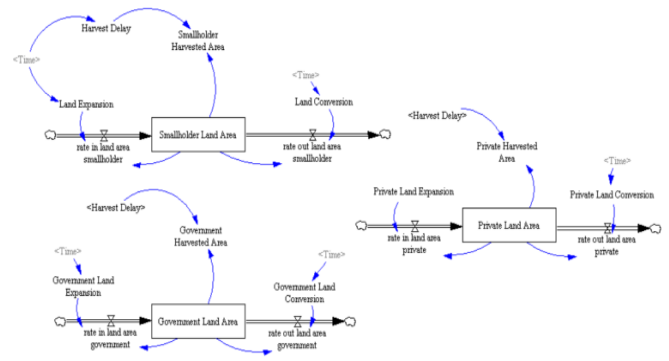 Harvest Delay
Smallholder
Harvested Area
<Time>
Land Expansion
<Time>
Land Conversion
Smallholder Land Area
rate in land area
smallholder
rate out land area
smallholder
<Harvest Delay>
Government
Harvested Area
<Time>
Government Land
Expansion
<Time>
Government Land
Conversion
Government Land Area
rate in land area
government
rate out land area
government
<Harvest Delay>
Private Harvested
Area
<Time>
Private Land Expansion
Private Land Conversion
Private Land Area
rate in land area
private
rate out land area
private